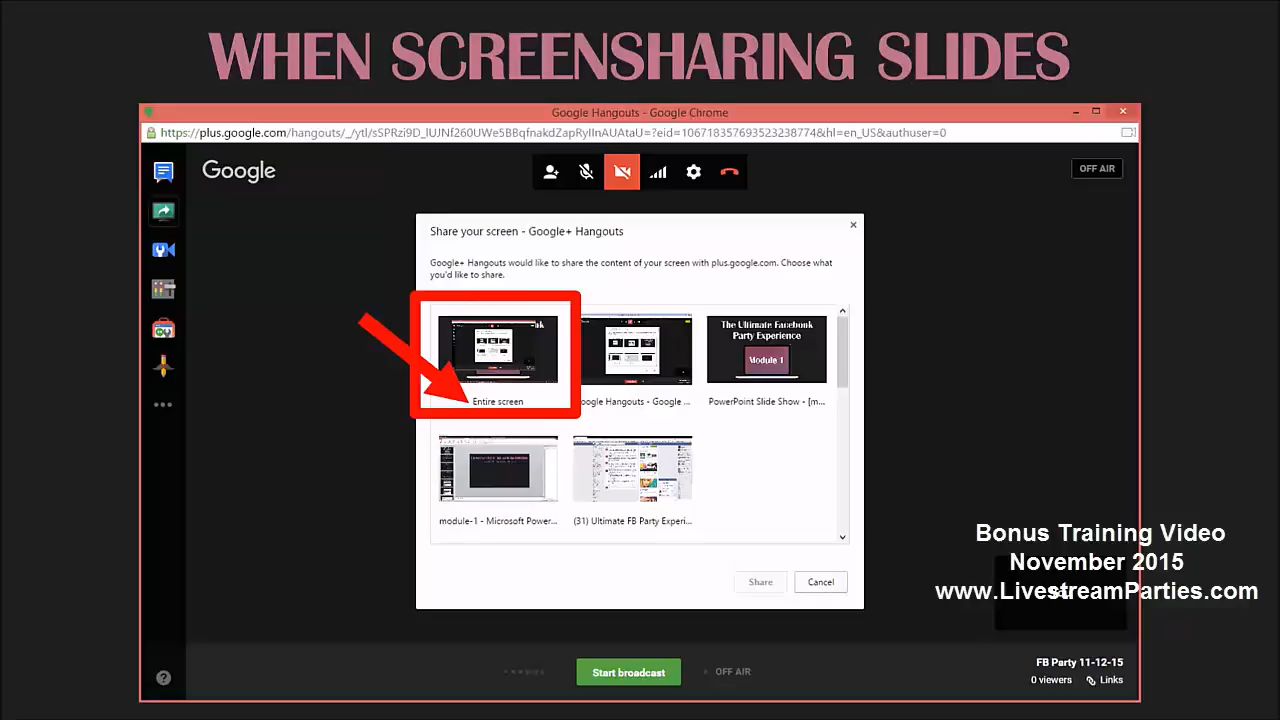 WHEN SCREENSHARING SLIDES
Google Hangouts - Google Chrome
https://plus.google.com/hangouts/_/ytl/sSPRzi9D_lUJNf260UWe5BBqfnakdZapRylInAUAtaU=?eid=106718357693523238774&hl=en_US&authuser=0
Google
OFF AIR
Share your screen - Google+ Hangouts
Google+ Hangouts would like to share the content of your screen with plus.google.com. Choose what
you'd like to share.
The Ultimate Facebook
Party Experience
Module 1
Entire screen
oogle Hangouts - Google ...
PowerPoint Slide Show - [m...
module-1 - Microsoft Power...
(31) Ultimate FB Party Experi...
Bonus Training Video
November 2015
www.LivestreamParties.com
Share
Cancel
Start broadcast
OFF AIR
FB Party 11-12-15
0 viewers
Links